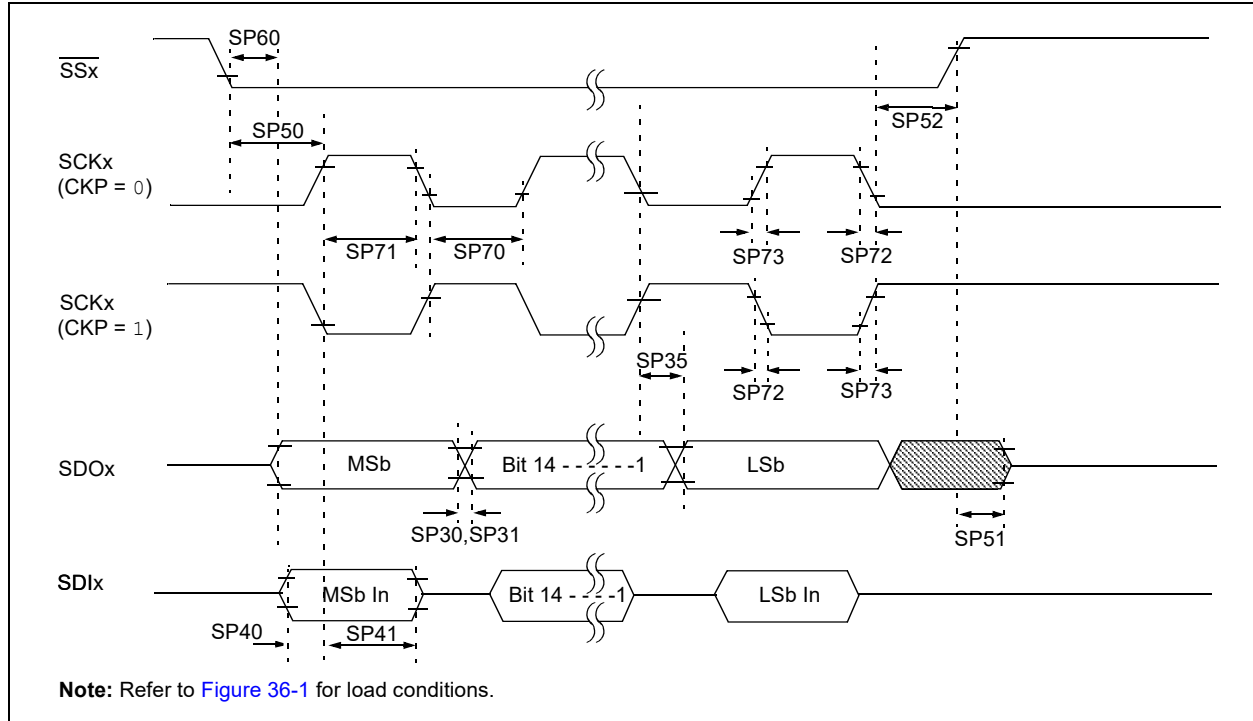 SP60
SSx
SP50
SP52
SCKx
(CKP = 0)
SP71
SP70
SP73
SP72
SCKx
(CKP = 1)
SP35
SP72
SP73
SDOx
MSb
Bit 14 - - - - - -1
LSb
SP30,SP31
SP51
SDIx
MSb In
Bit 14 - - - -1
LSb In
SP40
SP41
Note: Refer to Figure 36-1 for load conditions.